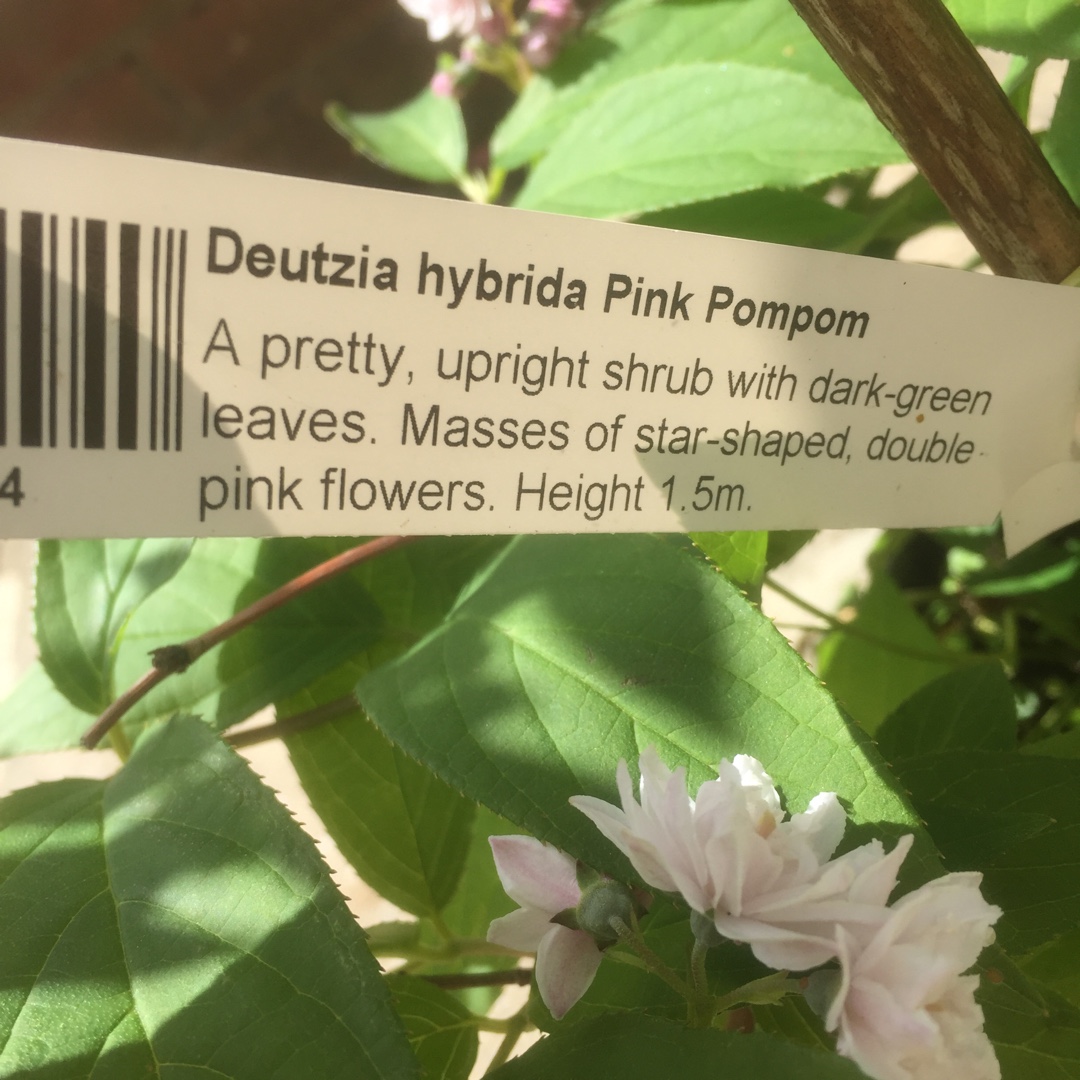 Deutzia hybrida Pink Pompom
A pretty, upright shrub with dark-green
leaves. Masses of star-shaped, double
pink flowers. Height 1.5m.
4